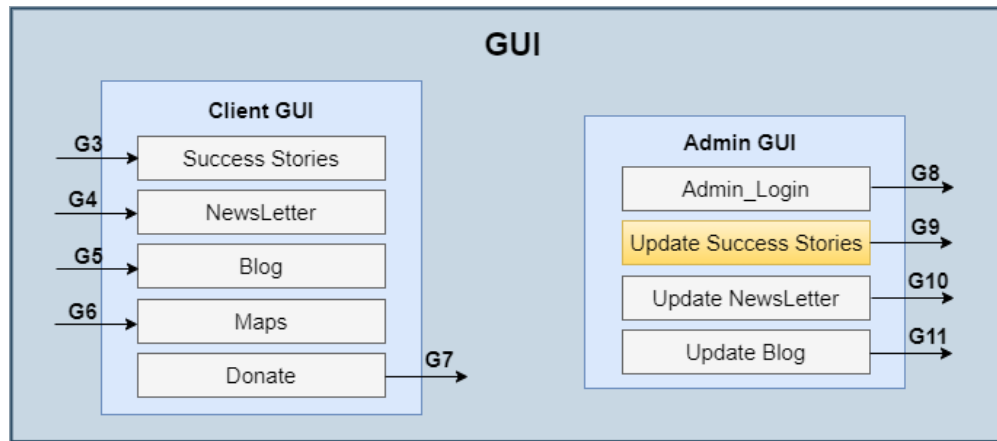 GUI
Client GUI
G3
Success Stories
G4
NewsLetter
G5
Blog
G6
Maps
Donate
G7
Admin GUI
Admin_Login
G8
Update Success Stories
G9
Update NewsLetter
G10
Update Blog
G11